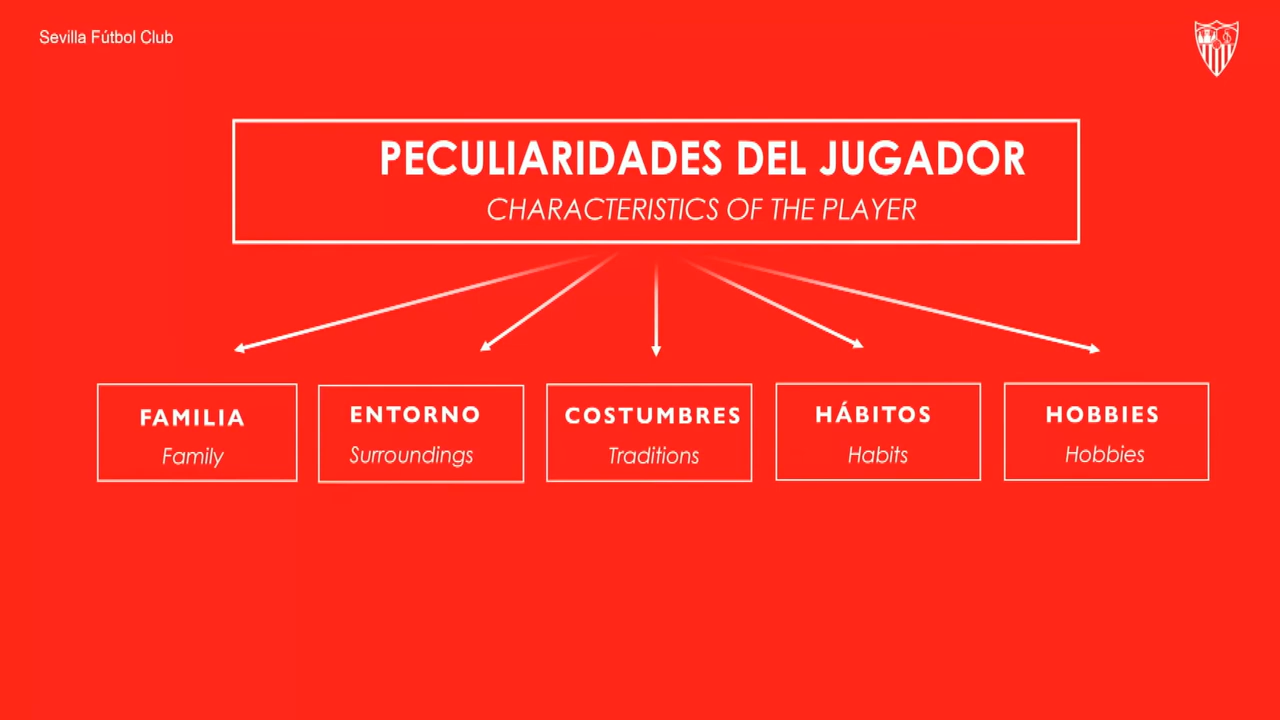 Sevilla Fútbol Club
PECULIARIDADES DEL JUGADOR
CHARACTERISTICS OF THE PLAYER
FAMILIA
Family
ENTORNO
Surroundings
COSTUMBRES
Traditions
HÁBITOS
Habits
HOBBIES
Hobbies